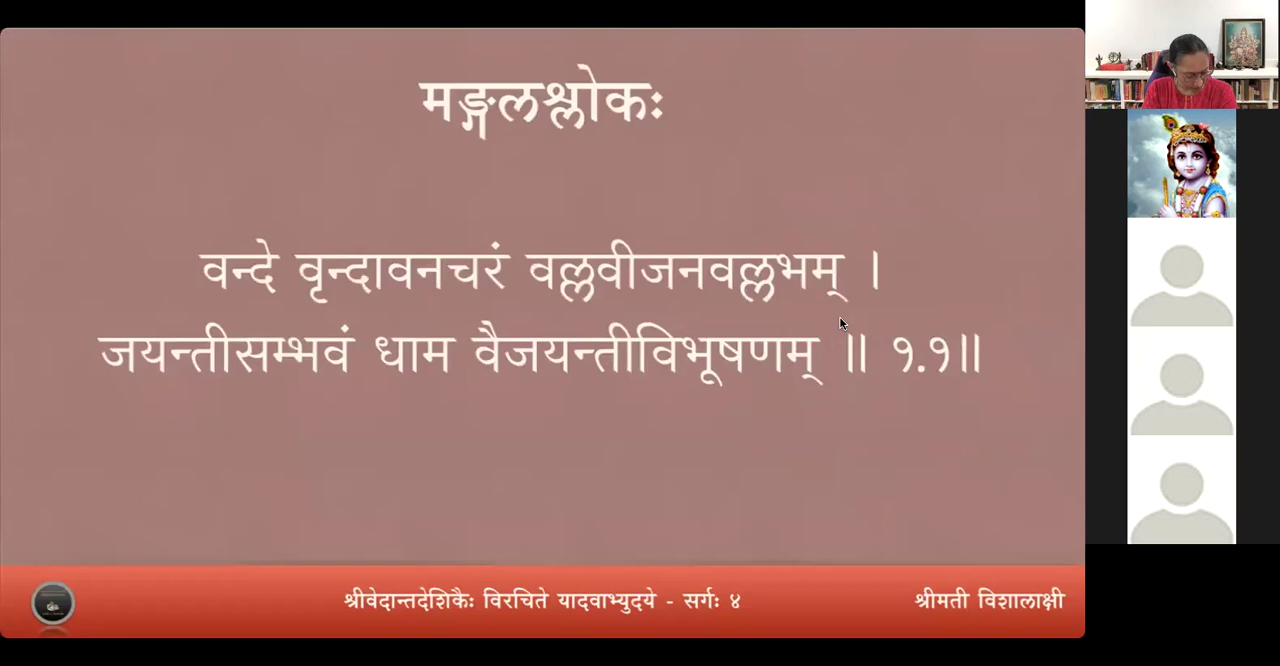 मङ्गलश्लोकः
वन्दे वृन्दावनचरं वल्लवीजनवल्लभम् ।
जयन्तीसम्भवं धाम वैजयन्तीविभूषणम् ॥ १.१॥
श्रीवेदान्तदेशिकैः विरचिते यादवाभ्युदये - सर्गः ४
श्रीमती विशालाक्षी